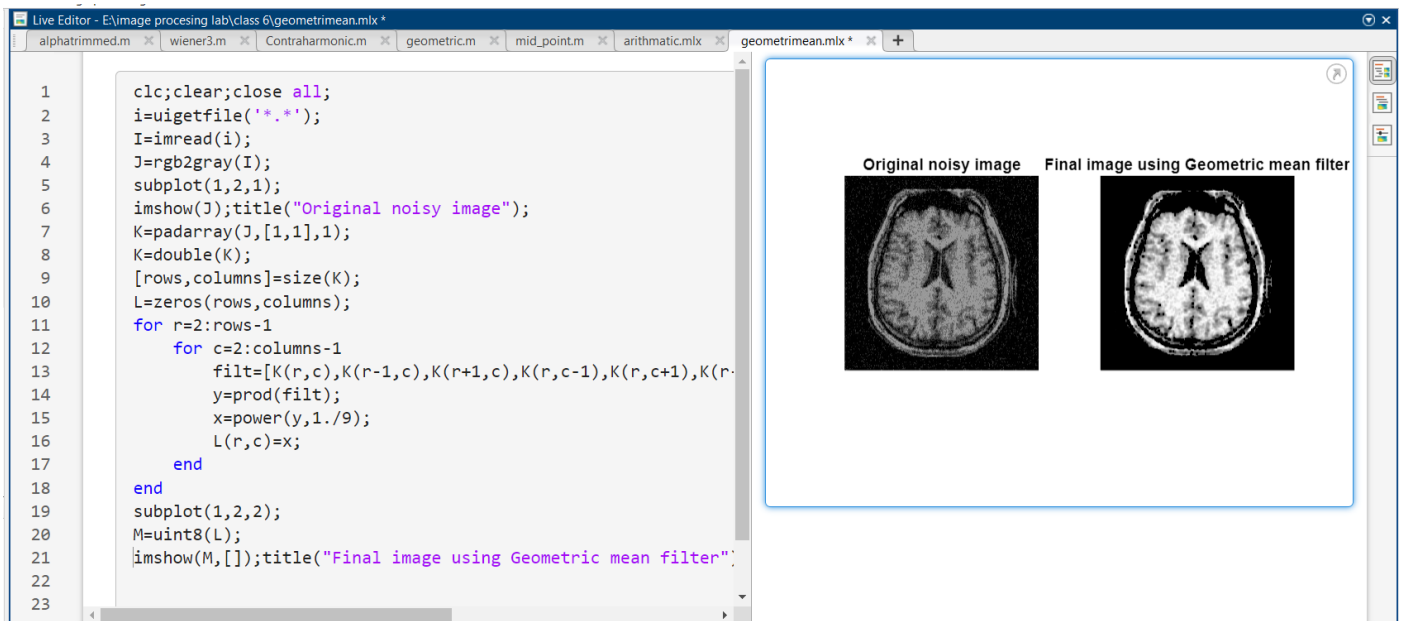 Live Editor - E:\image procesing lab\class 6\geometrimean.mlx *
alphatrimmed.m wiener3.m Contraharmonic.m geometric.m mid_point.m arithmatic.mlx geometrimean.mlx * +
1 clc;clear;close all;
2 i=uigetfile('*.*');
3 I=imread(i);
4 J=rgb2gray(I);
5 subplot(1,2,1);
6 imshow(J);title("Original noisy image");
7 K=padarray(J,[1,1],1);
8 K=double(K);
9 [rows,columns]=size(K);
10 L=zeros(rows,columns);
11 for r=2:rows-1
12 for c=2:columns-1
13 filt=[K(r,c),K(r-1,c),K(r+1,c),K(r,c-1),K(r,c+1),K(r-
14 y=prod(filt);
15 x=power(y,1./9);
16 L(r,c)=x;
17 end
18 end
19 subplot(1,2,2);
20 M=uint8(L);
21 imshow(M,[]);title("Final image using Geometric mean filter")
22
23
Original noisy image
Final image using Geometric mean filter